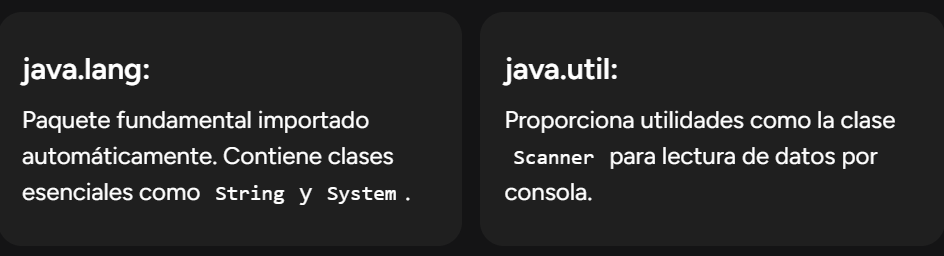 java.lang:
Paquete fundamental importado
automáticamente. Contiene clases
esenciales como String y System.
java.util:
Proporciona utilidades como la clase
Scanner para lectura de datos por
consola.